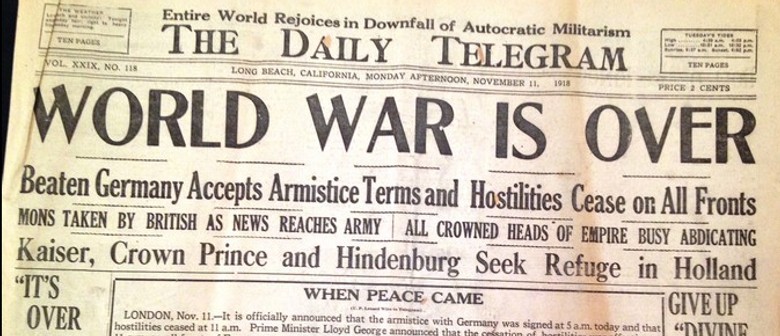 THE WEATHER
TEN PAGES
Entire World Rejoices in Downfall of Autocratic Militarism
THE DAILY TELEGRAM
TUESDAY'S TIDES
TEN PAGES
VOL. XXIX, NO. 118
LONG BEACH, CALIFORNIA, MONDAY AFTERNOON, NOVEMBER 11, 1918
PRICE 2 CENTS
WORLD WAR IS OVER
Beaten Germany Accepts Armistice Terms and Hostilities Cease on All Fronts
MONS TAKEN BY BRITISH AS NEWS REACHES ARMY
ALL CROWNED HEADS OF EMPIRE BUSY ABDICATING
Kaiser, Crown Prince and Hindenburg Seek Refuge in Holland
"IT'S
OVER
WHEN PEACE CAME
LONDON, Nov. 11.—It is officially announced that the armistice with Germany was signed at 5 a.m. today and that
hostilities ceased at 11 a.m. Prime Minister Lloyd George announced that the cessation of hostilities
GIVE UP